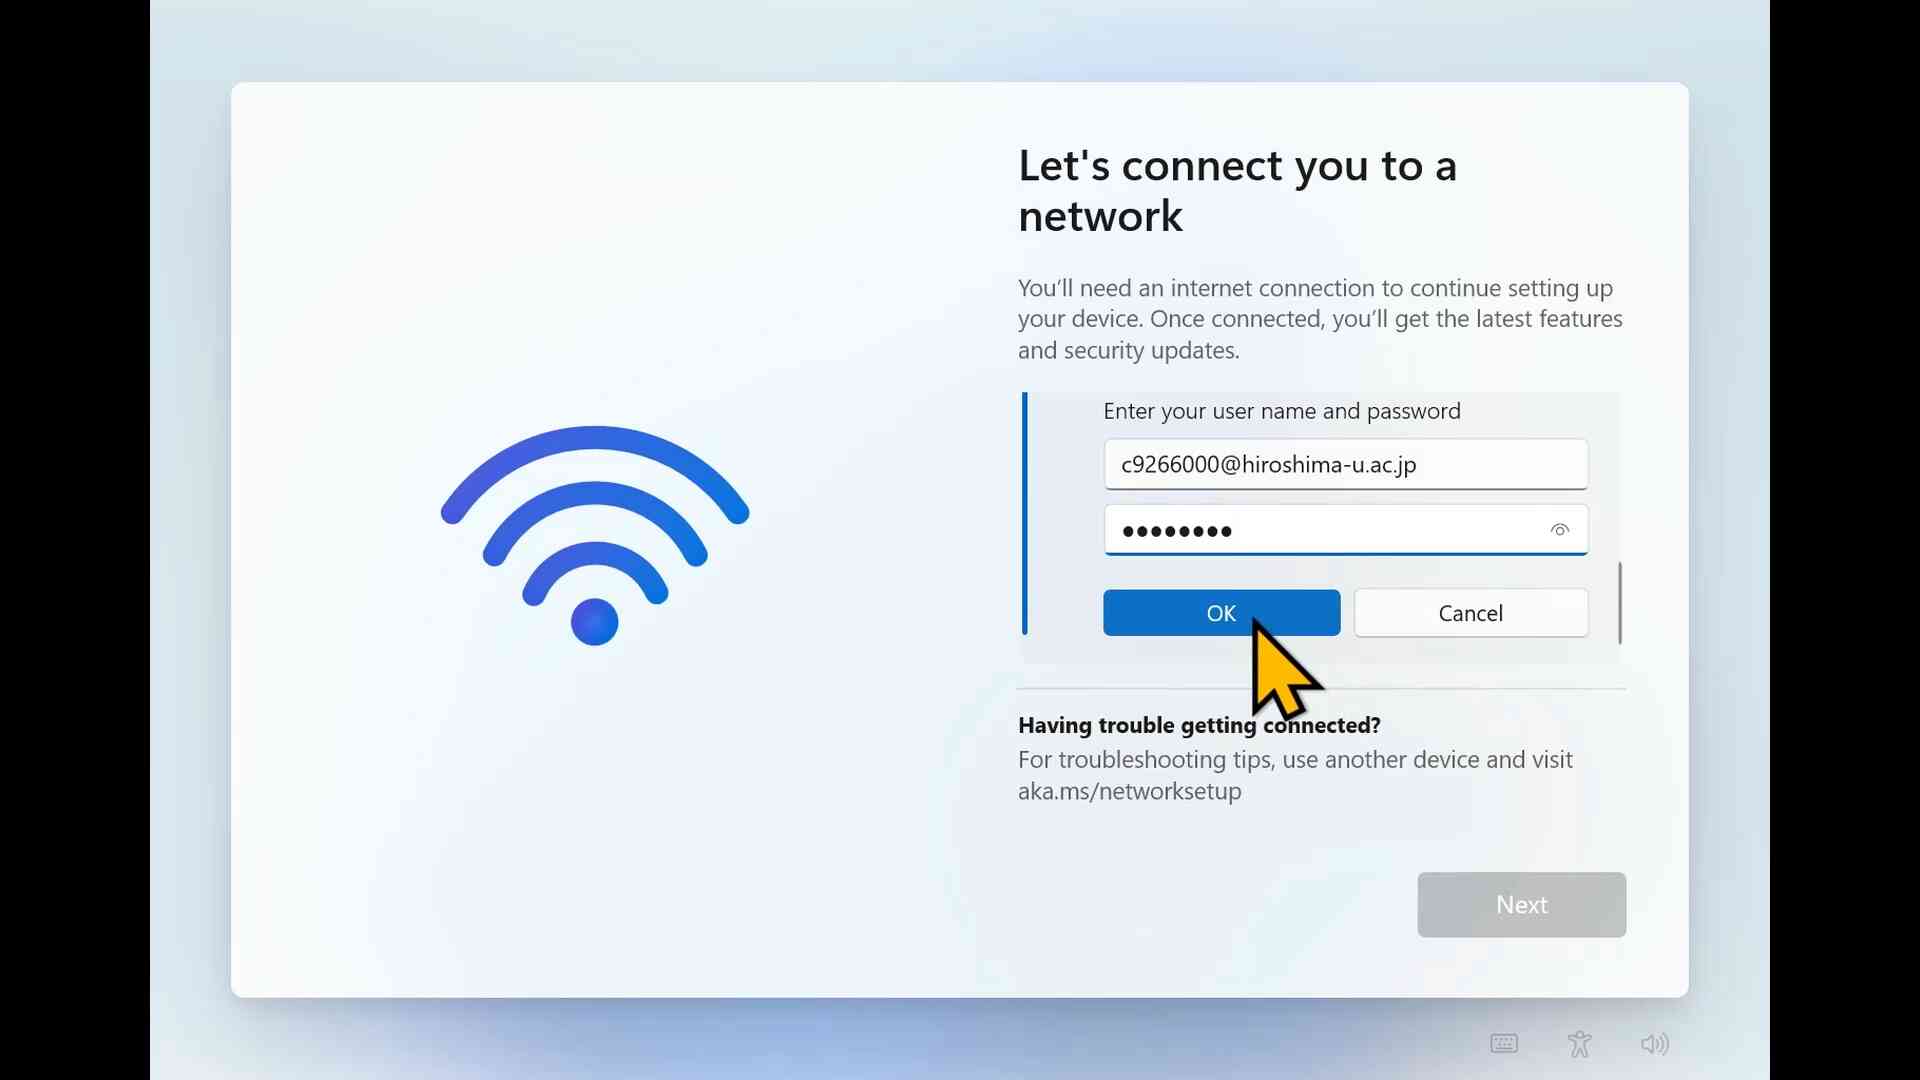 Let's connect you to a
network
You’ll need an internet connection to continue setting up
your device. Once connected, you’ll get the latest features
and security updates.
Enter your user name and password
c9266000@hiroshima-u.ac.jp
●●●●●●●●
OK
Cancel
Having trouble getting connected?
For troubleshooting tips, use another device and visit
aka.ms/networksetup
Next